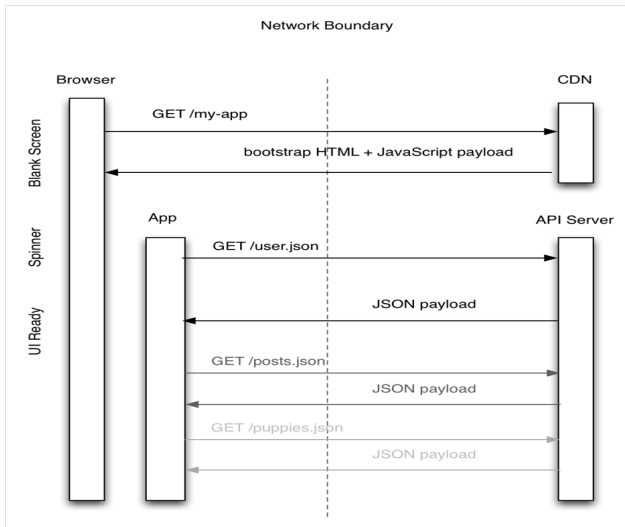 Network Boundary
Browser
CDN
GET /my-app
Blank Screen
bootstrap HTML + JavaScript payload
App
API Server
Spinner
GET /user.json
UI Ready
JSON payload
GET /posts.json
JSON payload
GET /puppies.json
JSON payload